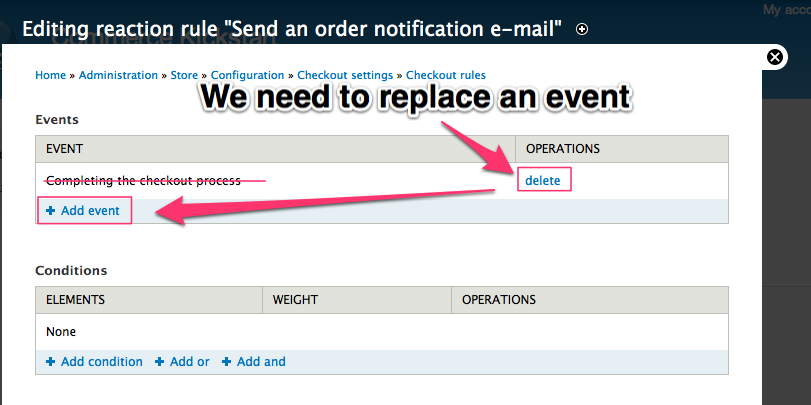 My acco
Editing reaction rule "Send an order notification e-mail"
Commerce Kickstart
Home » Administration » Store » Configuration » Checkout settings » Checkout rules
We need to replace an event
Events
EVENT OPERATIONS
Completing the checkout process delete
+ Add event
Conditions
ELEMENTS WEIGHT OPERATIONS
None
+ Add condition + Add or + Add and